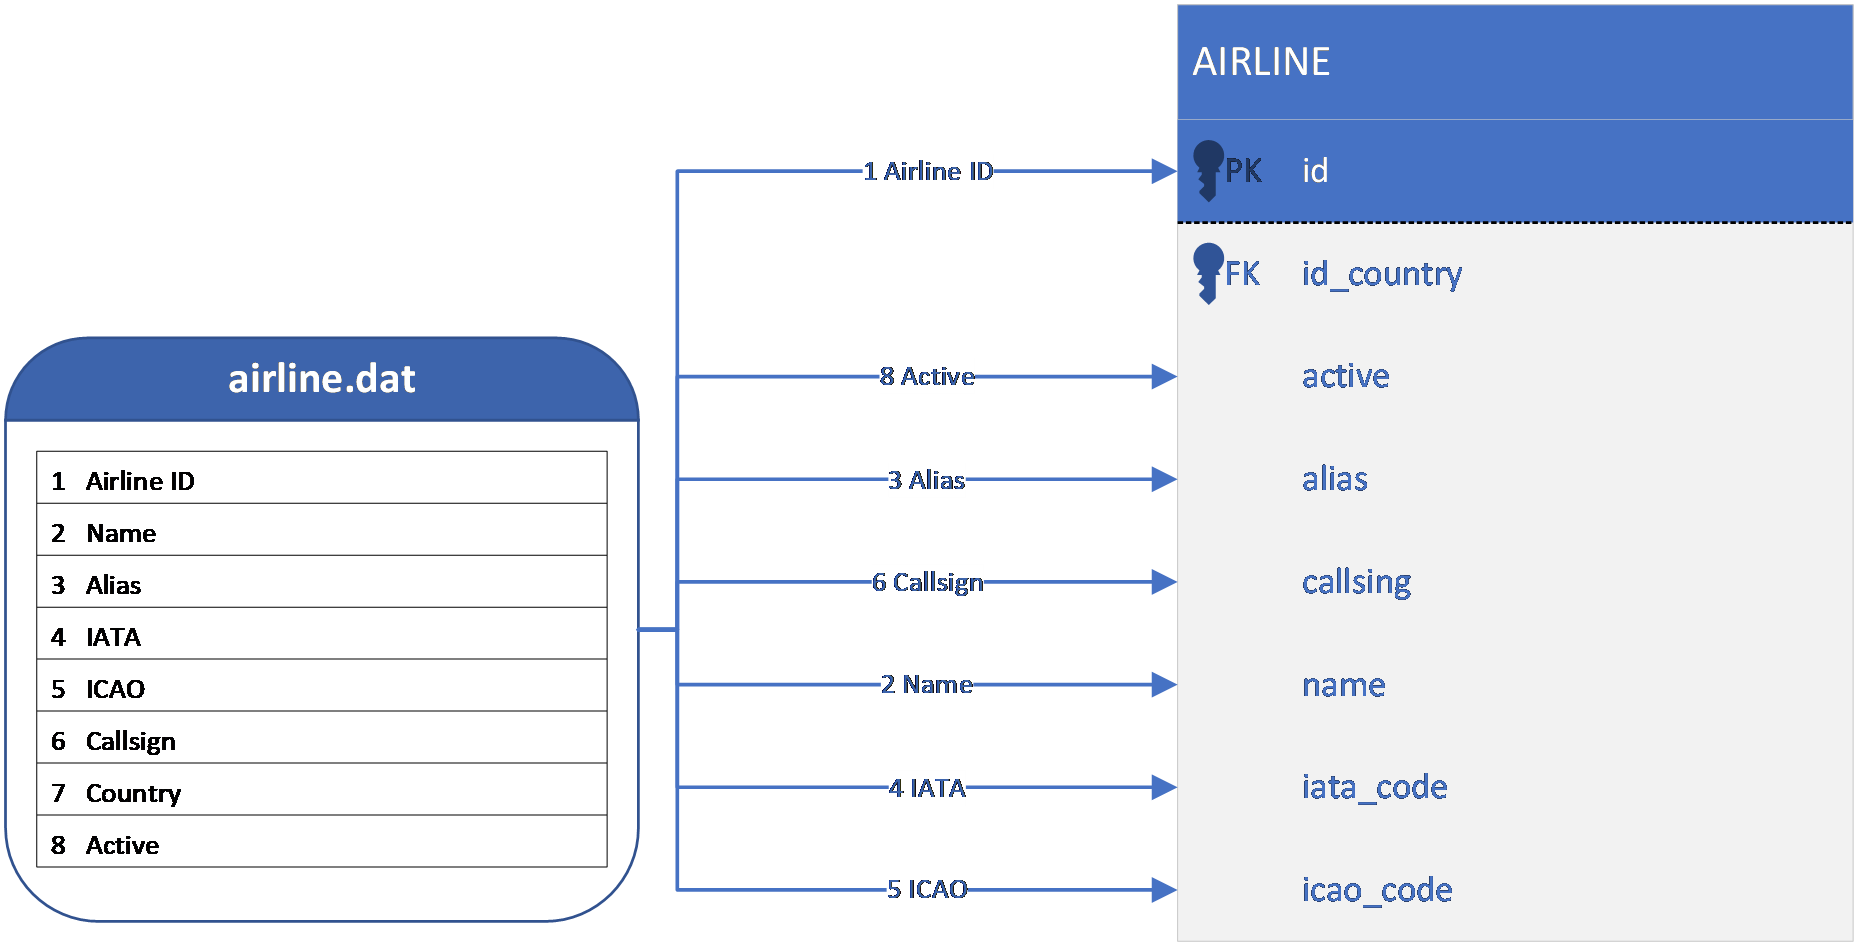 airline.dat
1 Airline ID
2 Name
3 Alias
4 IATA
5 ICAO
6 Callsign
7 Country
8 Active
1 Airline ID
8 Active
3 Alias
6 Callsign
2 Name
4 IATA
5 ICAO
AIRLINE
PK id
FK id_country
active
alias
callsing
name
iata_code
icao_code